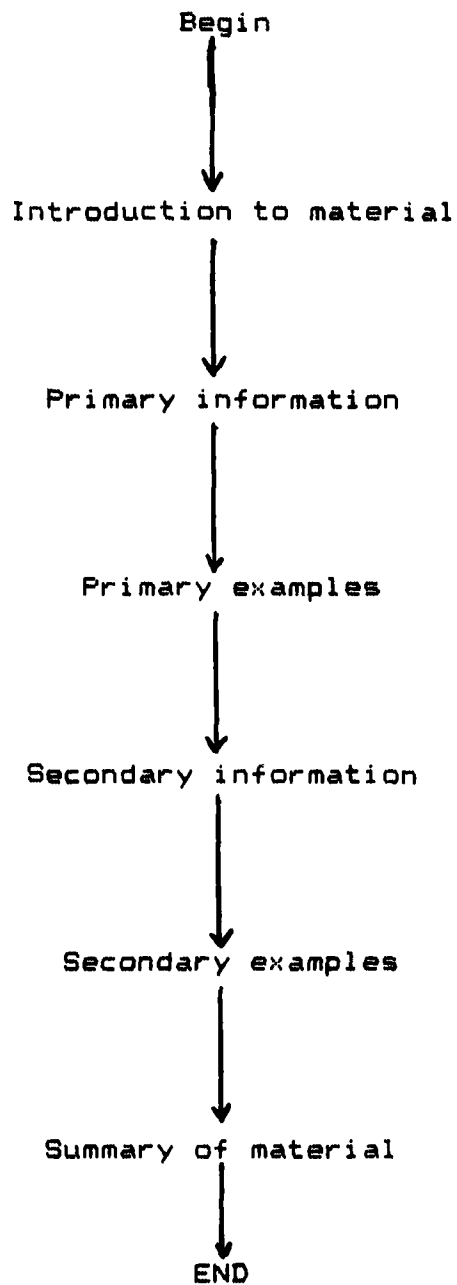 Begin
Introduction to material
Primary information
Primary examples
Secondary information
Secondary examples
Summary of material
END